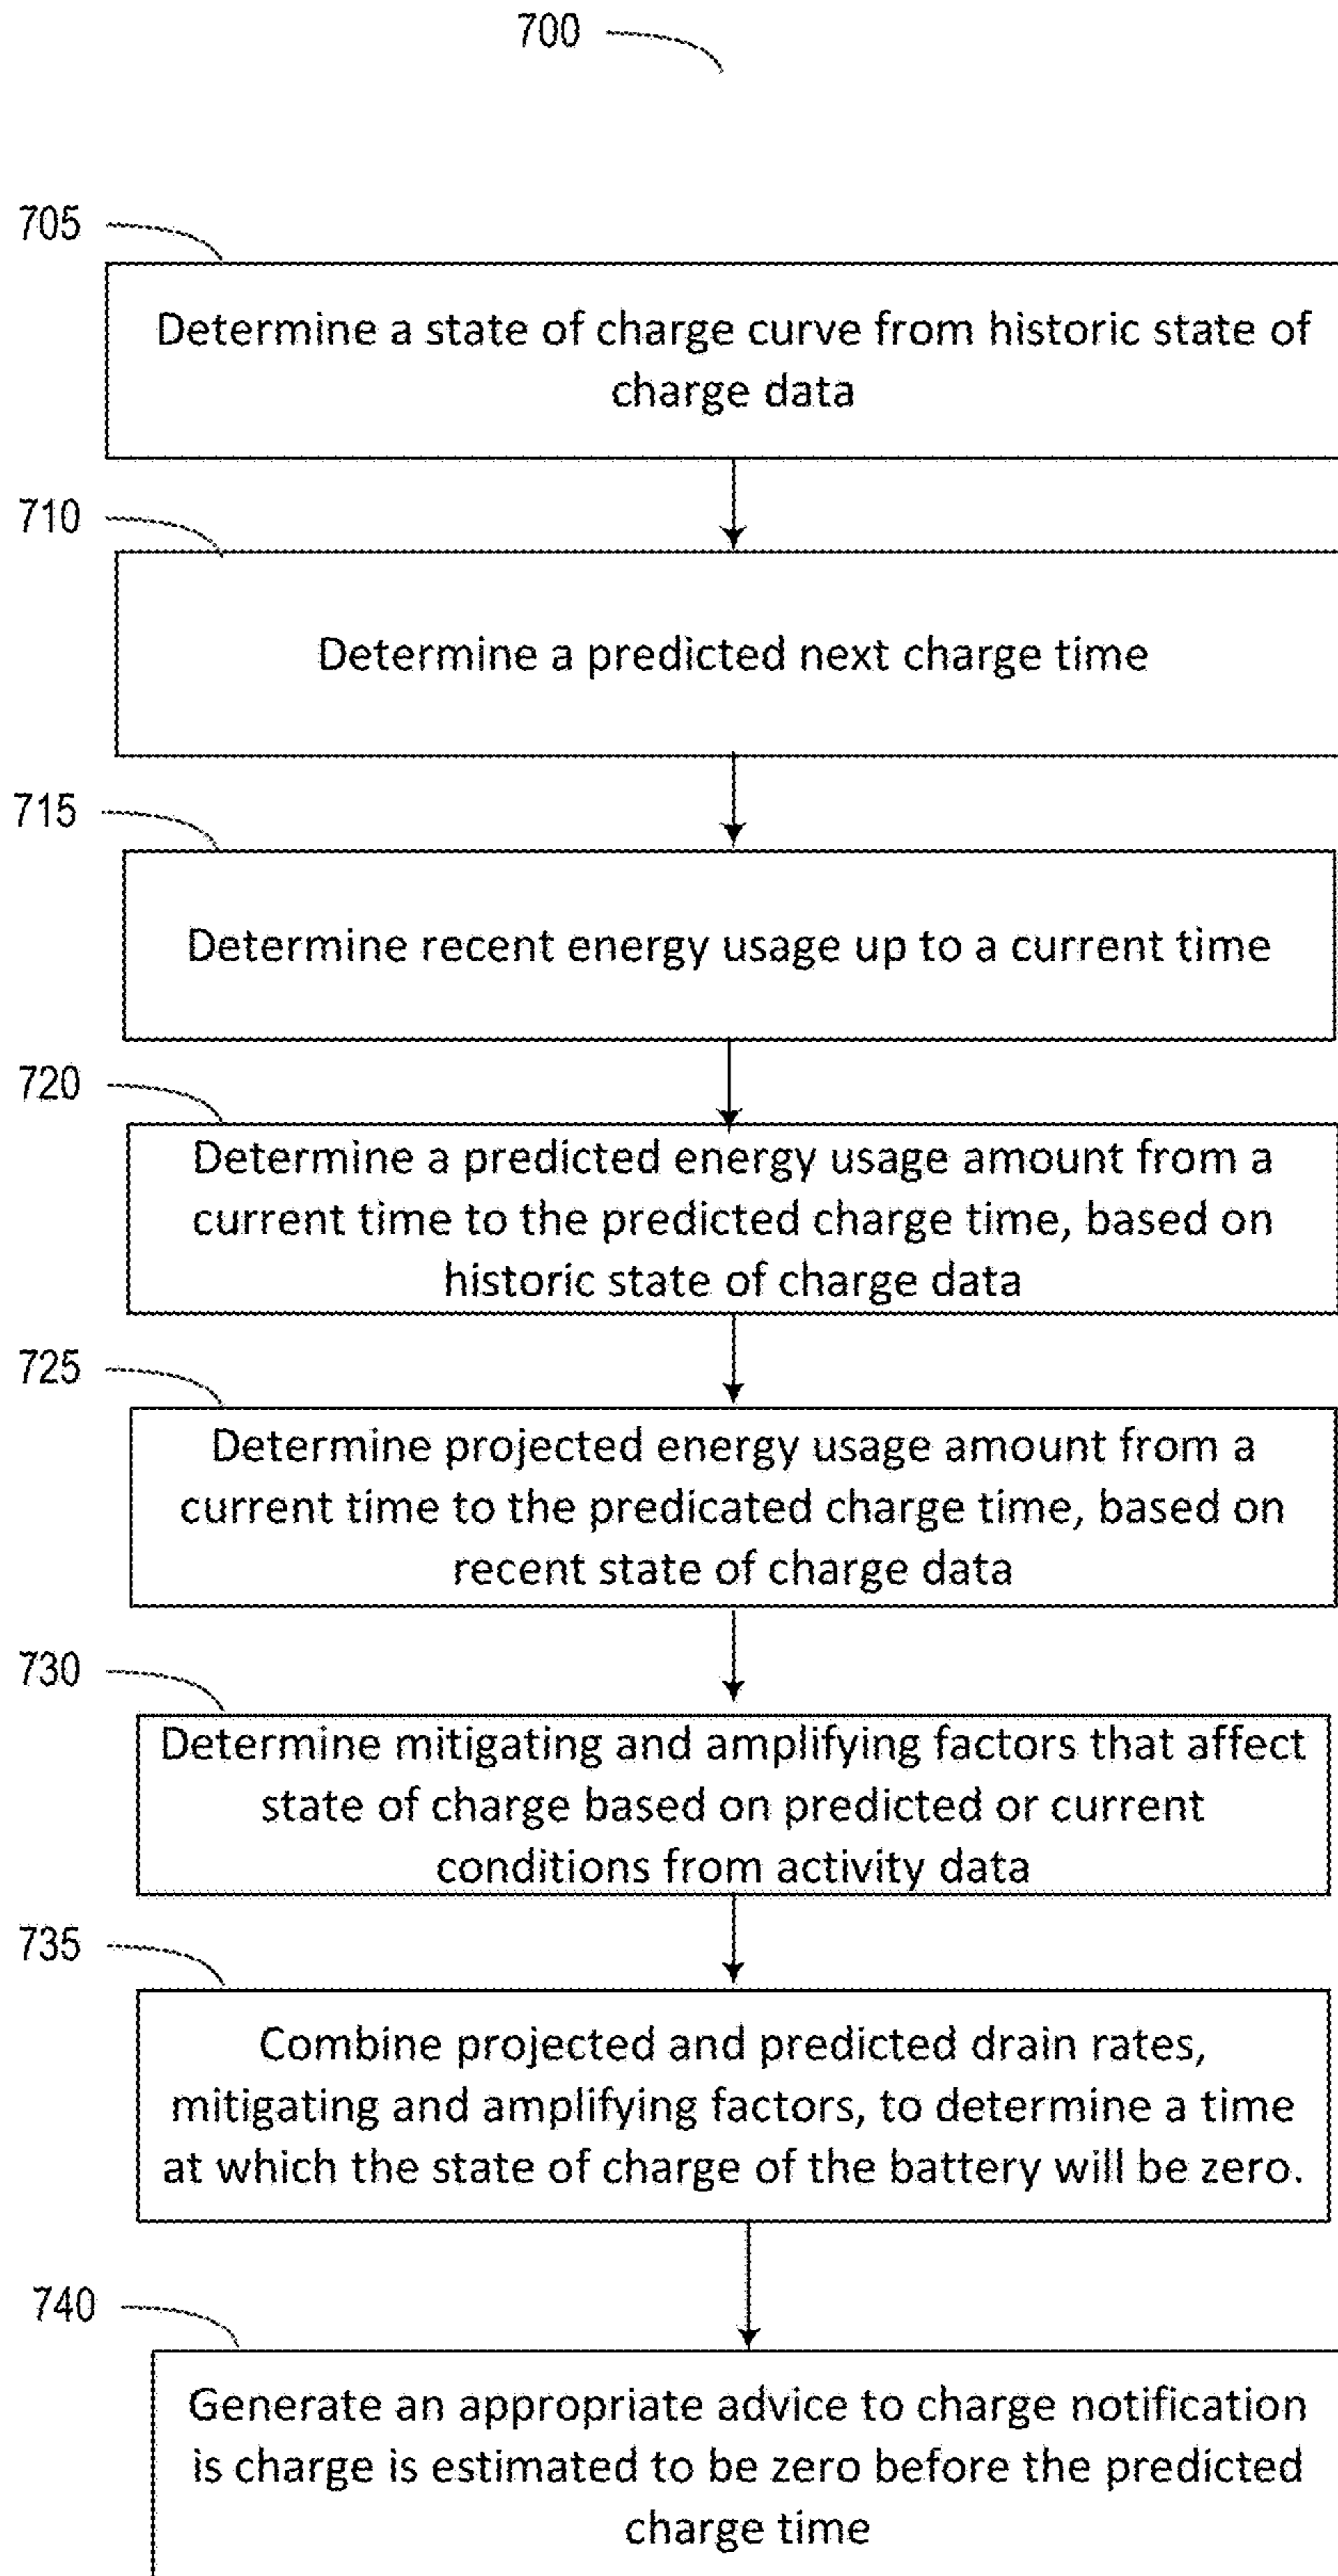 700
705
Determine a state of charge curve from historic state of
charge data
710
Determine a predicted next charge time
715
Determine recent energy usage up to a current time
720
Determine a predicted energy usage amount from a
current time to the predicted charge time, based on
historic state of charge data
725
Determine projected energy usage amount from a
current time to the predicated charge time, based on
recent state of charge data
730
Determine mitigating and amplifying factors that affect
state of charge based on predicted or current
conditions from activity data
735
Combine projected and predicted drain rates,
mitigating and amplifying factors, to determine a time
at which the state of charge of the battery will be zero.
740
Generate an appropriate advice to charge notification
is charge is estimated to be zero before the predicted
charge time